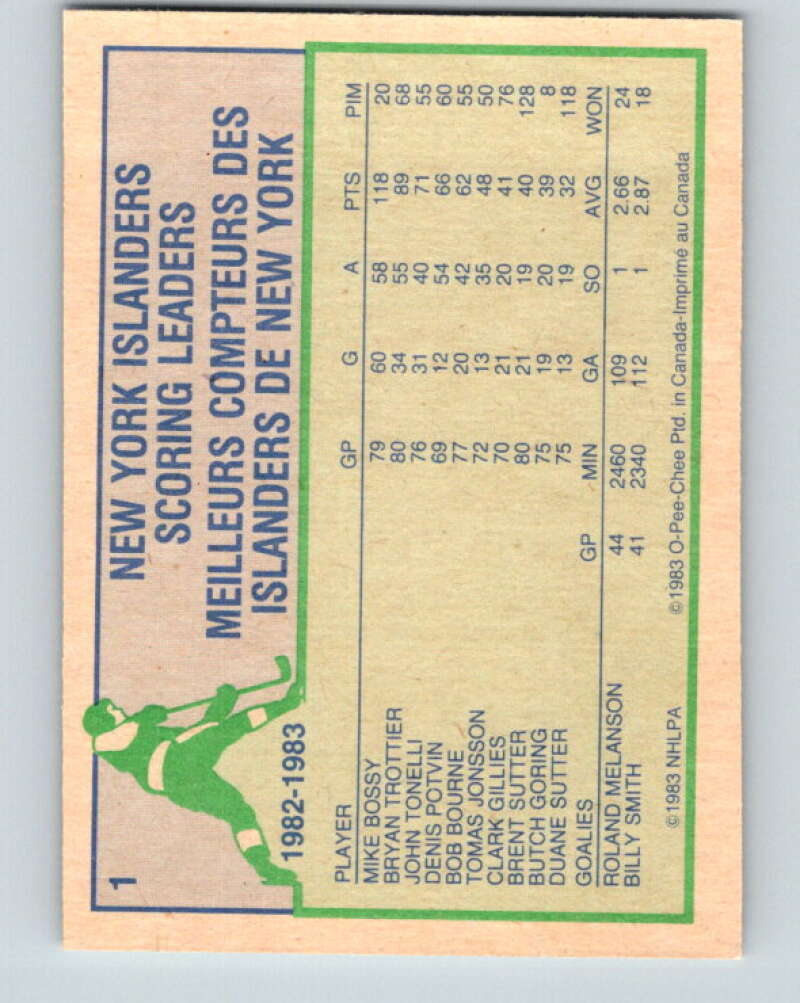 1
NEW YORK ISLANDERS
SCORING LEADERS
MEILLEURS COMPTEURS DES
ISLANDERS DE NEW YORK
1982-1983
PLAYER GP G A PTS PIM
MIKE BOSSY 79 60 58 118 20
BRYAN TROTTIER 80 34 55 89 68
JOHN TONELLI 76 31 40 71 55
DENIS POTVIN 69 12 54 66 60
BOB BOURNE 77 20 42 62 55
TOMAS JONSSON 72 13 35 48 50
CLARK GILLIES 70 21 20 41 76
BRENT SUTTER 80 21 19 40 128
BUTCH GORING 75 19 20 39 8
DUANE SUTTER 75 13 19 32 118
GOALIES GP MIN GA SO AVG WON
ROLAND MELANSON 44 2460 109 1 2.66 24
BILLY SMITH 41 2340 112 1 2.87 18
©1983 NHLPA ©1983 O-Pee-Chee Ptd. in Canada-Imprimé au Canada